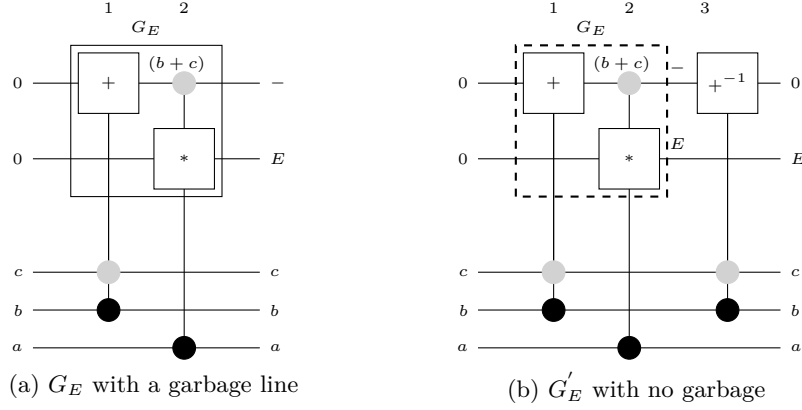 1 2
G_E
(b + c)
0 + −
0 * E
c c
b b
a a
(a) G_E with a garbage line
1 2 3
G_E
(b + c)
0 + − +⁻¹ 0
0 * E E
c c
b b
a a
(b) G'_E with no garbage